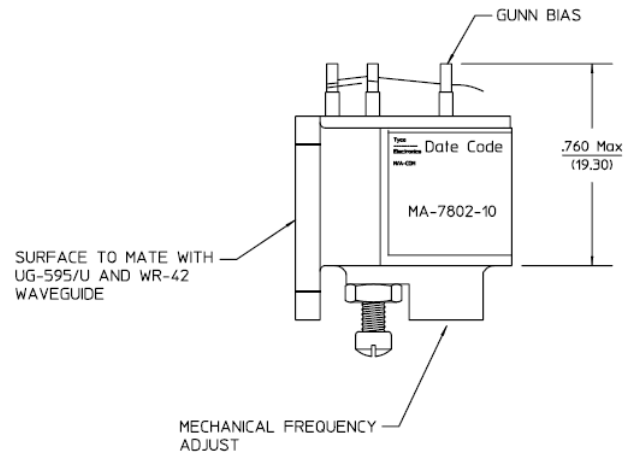 GUNN BIAS
Tyco
Electronics
M/A-COM
Date Code
.760 Max
(19.30)
MA-7802-10
SURFACE TO MATE WITH
UG-595/U AND WR-42
WAVEGUIDE
MECHANICAL FREQUENCY
ADJUST